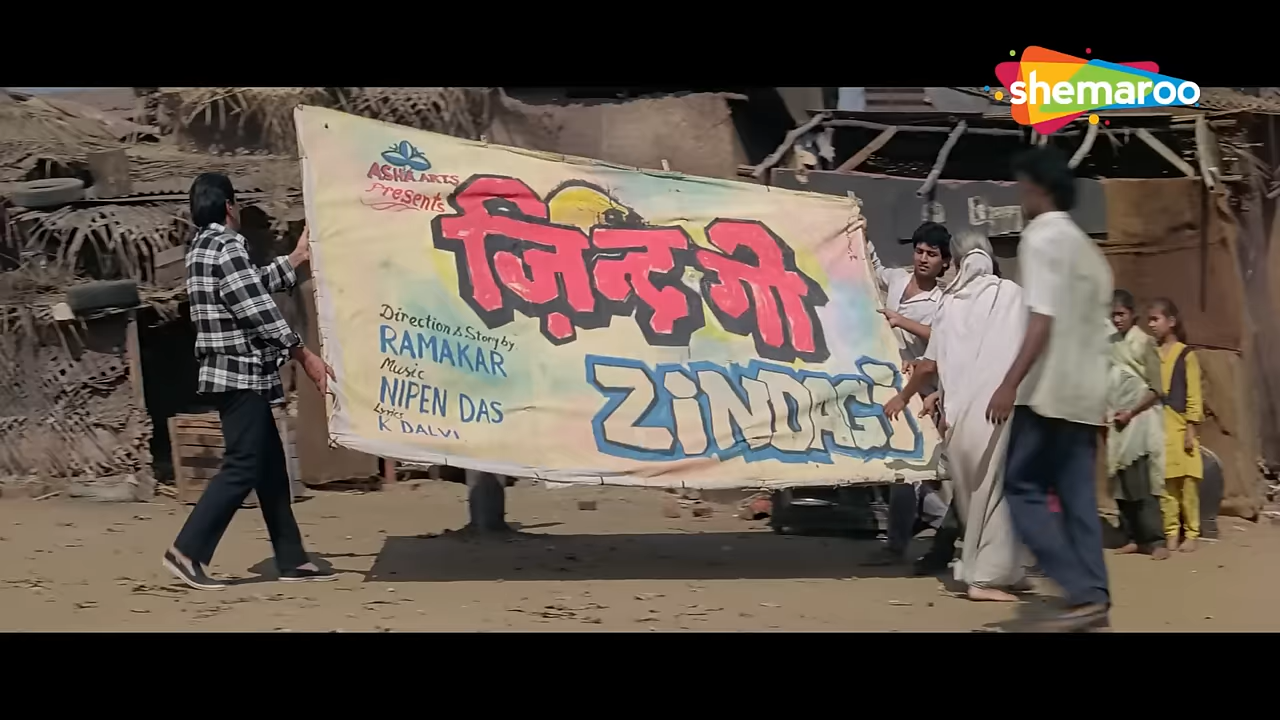 shemaroo
ASHA ARTS
Presents
ज़िन्दगी
Direction & Story by
RAMAKAR
Music
NIPEN DAS
Lyrics
K DALVI
ZINDAGI